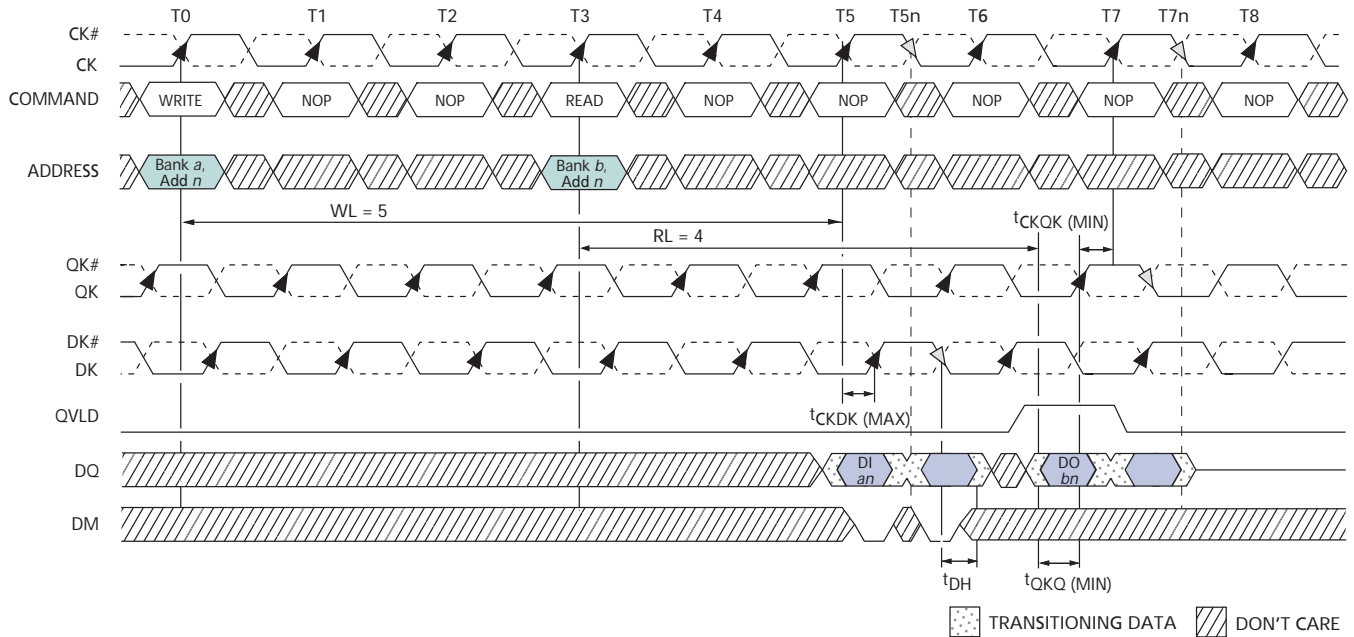 T0 T1 T2 T3 T4 T5 T5n T6 T7 T7n T8
CK#
CK
COMMAND WRITE NOP NOP READ NOP NOP NOP NOP NOP
ADDRESS Bank a, Add n Bank b, Add n
WL = 5
RL = 4
tCKQK (MIN)
QK#
QK
DK#
DK
tCKDK (MAX)
QVLD
DQ DI an DO bn
DM
tDH tQKQ (MIN)
TRANSITIONING DATA DON'T CARE